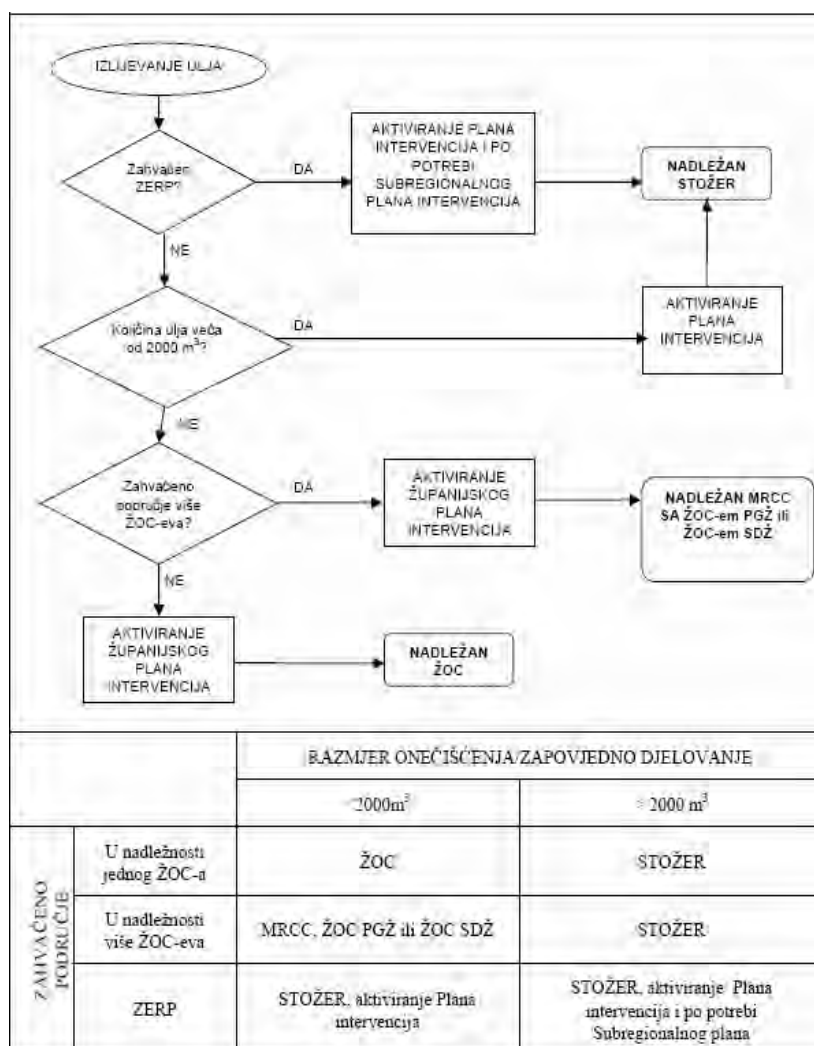 IZLIJEVANJE ULJA
Zahvaćen
ZERP?
DA
AKTIVIRANJE PLANA
INTERVENCIJA I PO
POTREBI
SUBREGIONALNOG
PLANA INTERVENCIJA
NADLEŽAN
STOŽER
NE
Količina ulja veća
od 2000 m³?
DA
AKTIVIRANJE
PLANA
INTERVENCIJA
NE
Zahvaćeno
područje više
ŽOC-eva?
DA
AKTIVIRANJE
ŽUPANIJSKOG
PLANA
INTERVENCIJA
NADLEŽAN MRCC
SA ŽOC-em PGŽ ili
ŽOC-em SDŽ
NE
AKTIVIRANJE
ŽUPANIJSKOG
PLANA
INTERVENCIJA
NADLEŽAN
ŽOC
RAZMJER ONEČIŠĆENJA/ZAPOVJEDNO DJELOVANJE
2000m³
> 2000 m³
ZAHVAĆENO
PODRUČJE
U nadležnosti
jednog ŽOC-a
ŽOC
STOŽER
U nadležnosti
više ŽOC-eva
MRCC, ŽOC PGŽ ili ŽOC SDŽ
STOŽER
ZERP
STOŽER, aktiviranje Plana
intervencija
STOŽER, aktiviranje Plana
intervencija i po potrebi
Subregionalnog plana